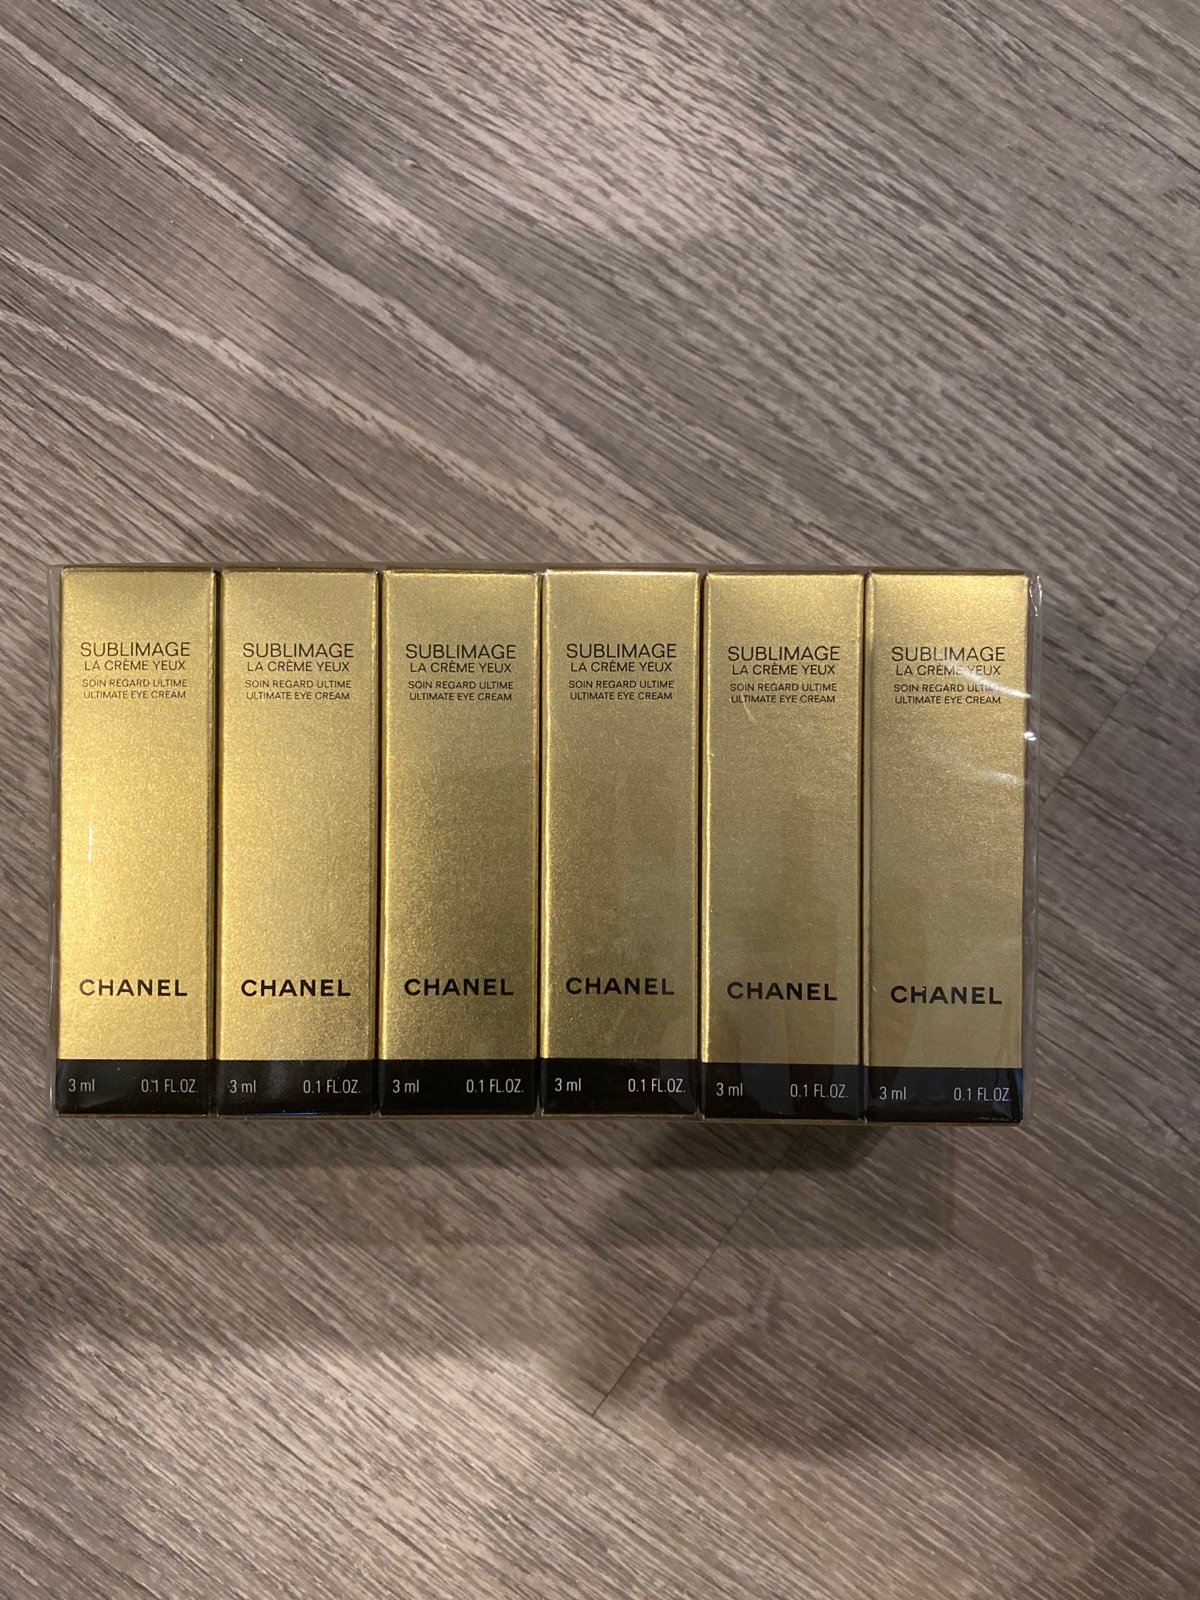 SUBLIMAGE
LA CRÈME YEUX
SOIN REGARD ULTIME
ULTIMATE EYE CREAM
CHANEL
3 ml 0.1 FL.OZ.
SUBLIMAGE
LA CRÈME YEUX
SOIN REGARD ULTIME
ULTIMATE EYE CREAM
CHANEL
3 ml 0.1 FL.OZ.
SUBLIMAGE
LA CRÈME YEUX
SOIN REGARD ULTIME
ULTIMATE EYE CREAM
CHANEL
3 ml 0.1 FL.OZ.
SUBLIMAGE
LA CRÈME YEUX
SOIN REGARD ULTIME
ULTIMATE EYE CREAM
CHANEL
3 ml 0.1 FL.OZ.
SUBLIMAGE
LA CRÈME YEUX
SOIN REGARD ULTIME
ULTIMATE EYE CREAM
CHANEL
3 ml 0.1 FL.OZ.
SUBLIMAGE
LA CRÈME YEUX
SOIN REGARD ULTIME
ULTIMATE EYE CREAM
CHANEL
3 ml 0.1 FL.OZ.